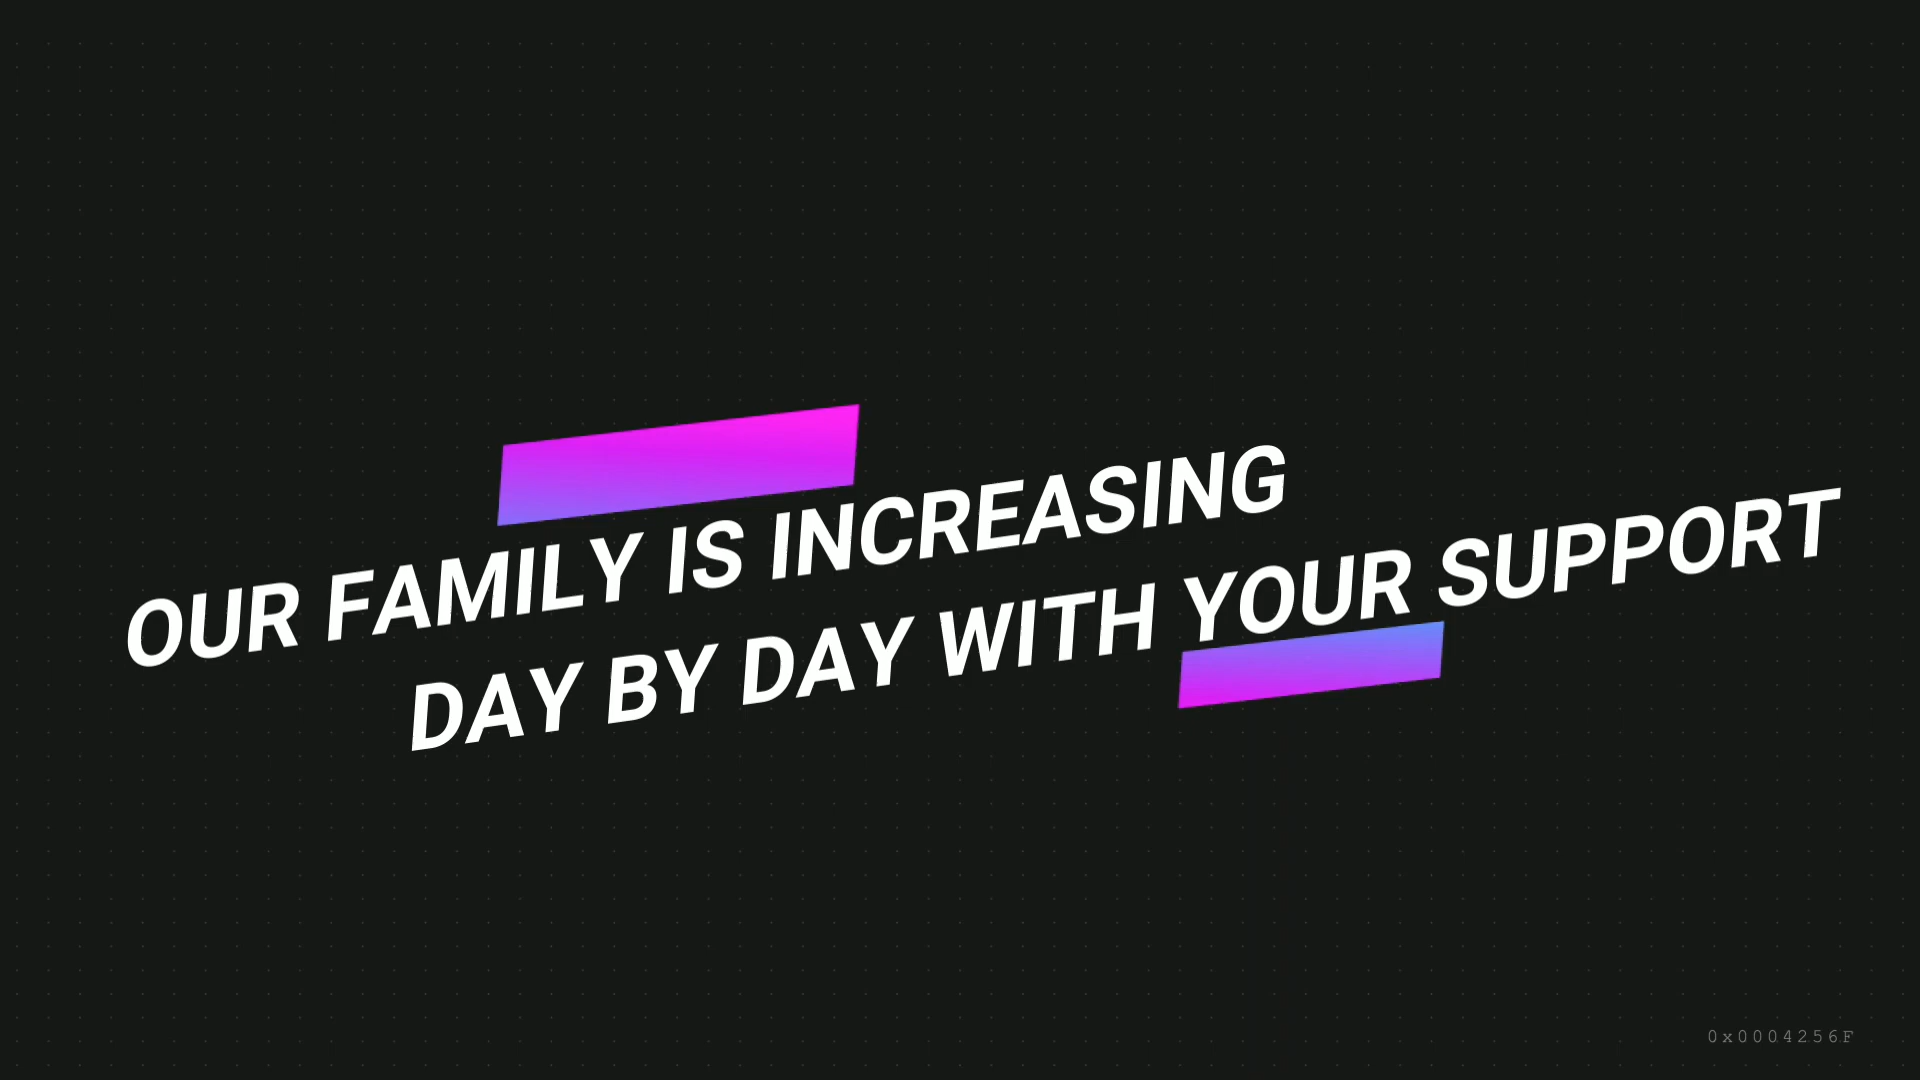 OUR FAMILY IS INCREASING
DAY BY DAY WITH YOUR SUPPORT
0x0004256F